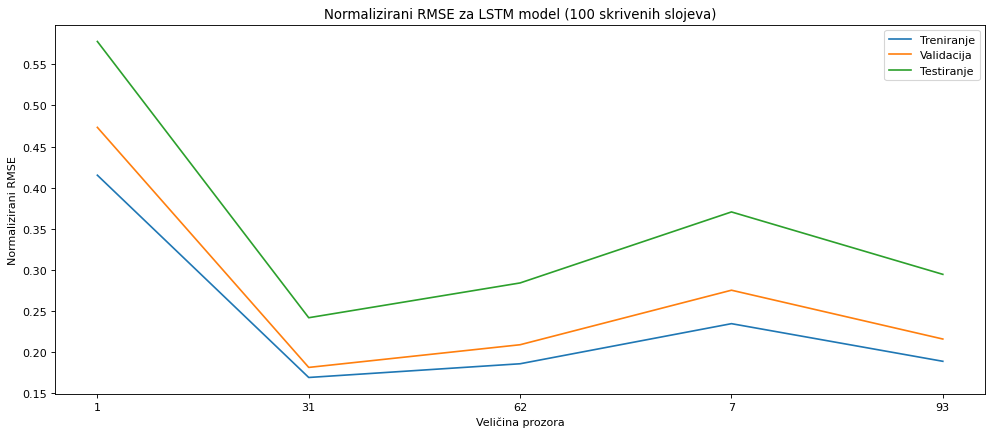 Normalizirani RMSE za LSTM model (100 skrivenih slojeva)
Treniranje
Validacija
Testiranje
Normalizirani RMSE
0.55
0.50
0.45
0.40
0.35
0.30
0.25
0.20
0.15
1 31 62 7 93
Veličina prozora